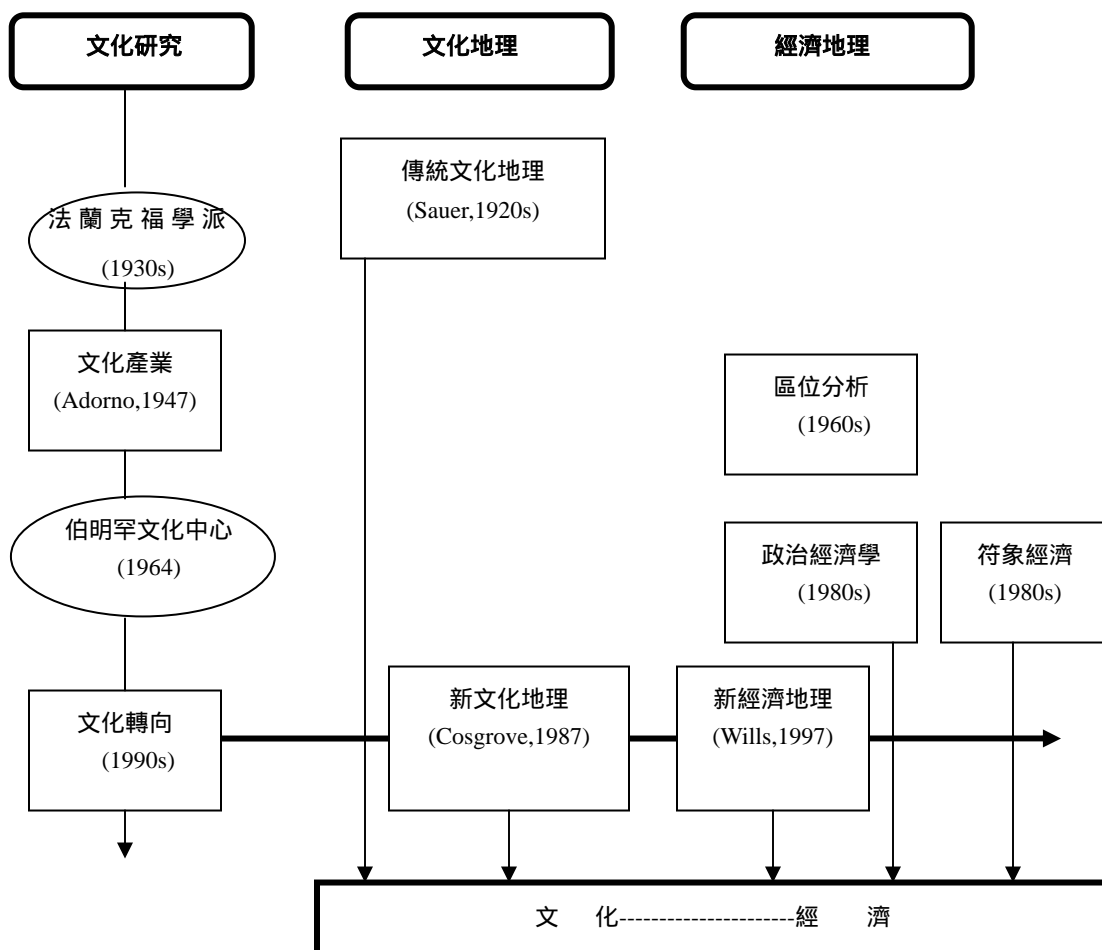 文化研究
文化地理
經濟地理
傳統文化地理
(Sauer,1920s)
法蘭克福學派
(1930s)
文化產業
(Adorno,1947)
區位分析
(1960s)
伯明罕文化中心
(1964)
政治經濟學
(1980s)
符象經濟
(1980s)
文化轉向
(1990s)
新文化地理
(Cosgrove,1987)
新經濟地理
(Wills,1997)
文 化----------------------經 濟